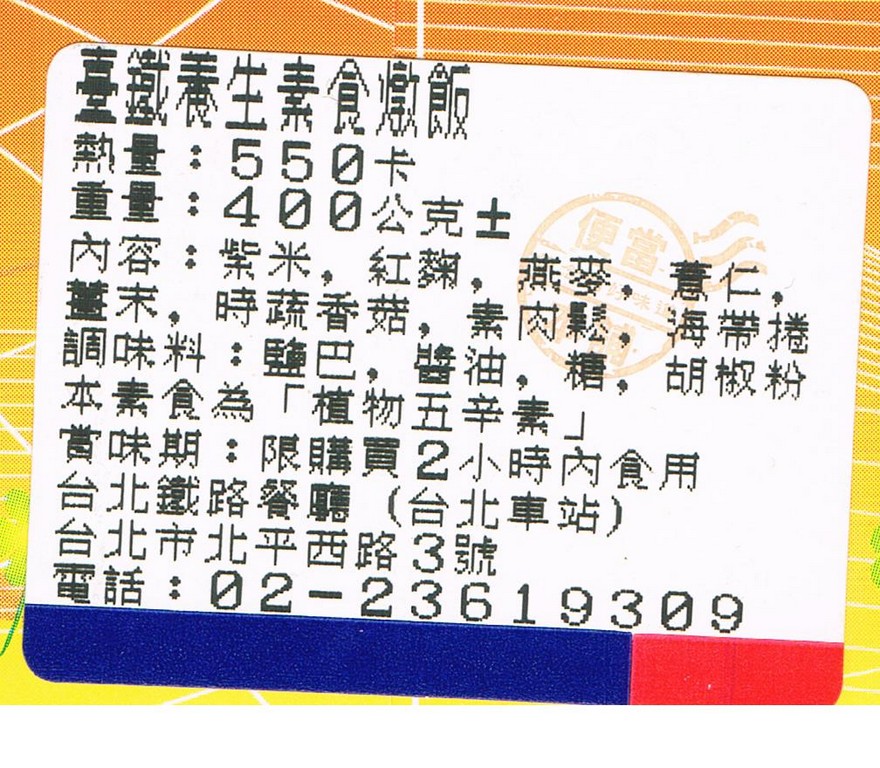 臺鐵養生素食燉飯
熱量：550卡
重量：400公克±
內容：紫米，紅麴，燕麥，薏仁，
薑末，時蔬香菇，素肉鬆，海帶捲
調味料：鹽巴，醬油，糖，胡椒粉
本素食為「植物五辛素」
賞味期：限購買2小時內食用
台北鐵路餐廳(台北車站)
台北市北平西路3號
電話：02-23619309
便當